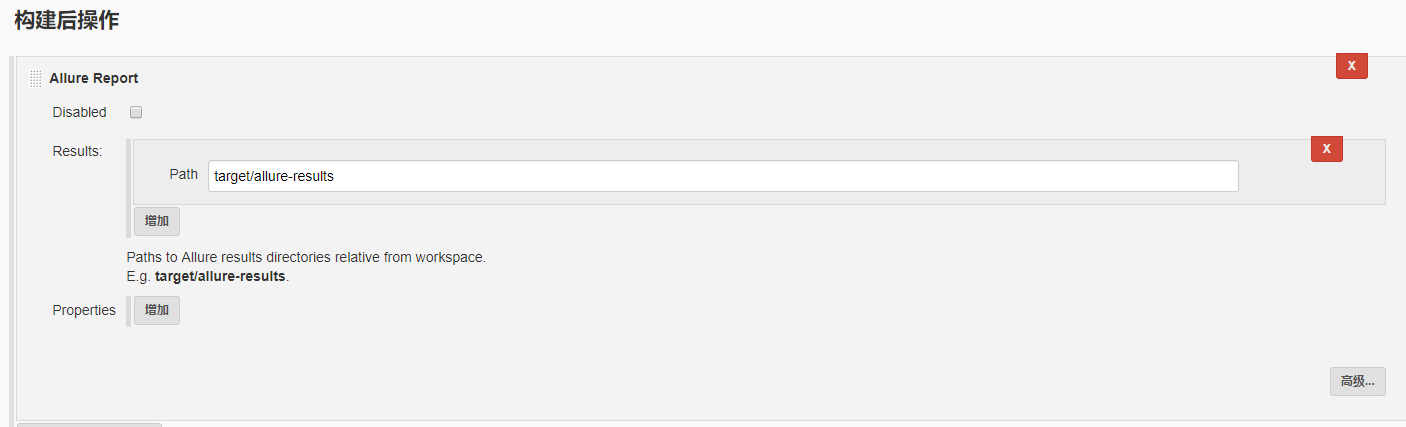 构建后操作
Allure Report
X
Disabled
Results:
X
Path
target/allure-results
增加
Paths to Allure results directories relative from workspace.
E.g. target/allure-results.
Properties
增加
高级...